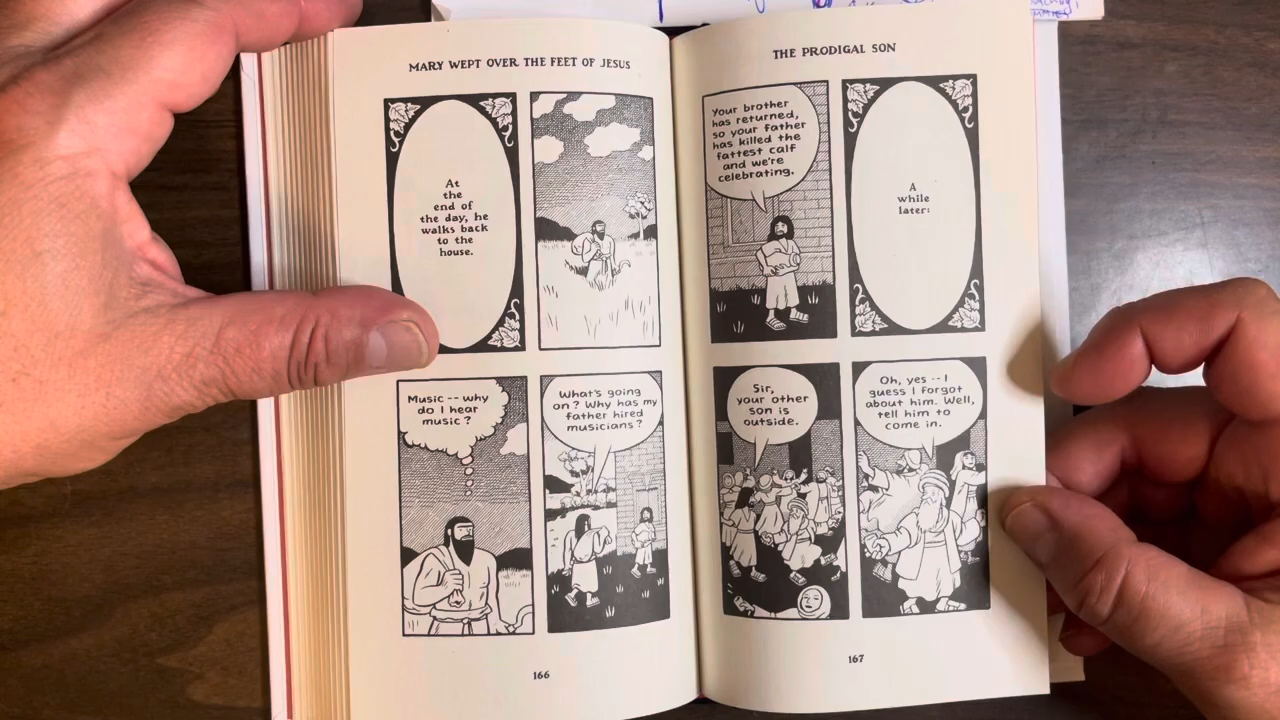 MARY WEPT OVER THE FEET OF JESUS
At
the
end of
the day, he
walks back
to the
house.
Music -- why
do I hear
music?
What's going
on? Why has my
father hired
musicians?
166
THE PRODIGAL SON
Your brother
has returned,
so your father
has killed the
fattest calf
and we're
celebrating.
A
while
later:
Sir,
your other
son is
outside.
Oh, yes -- I
guess I forgot
about him. Well,
tell him to
come in.
167